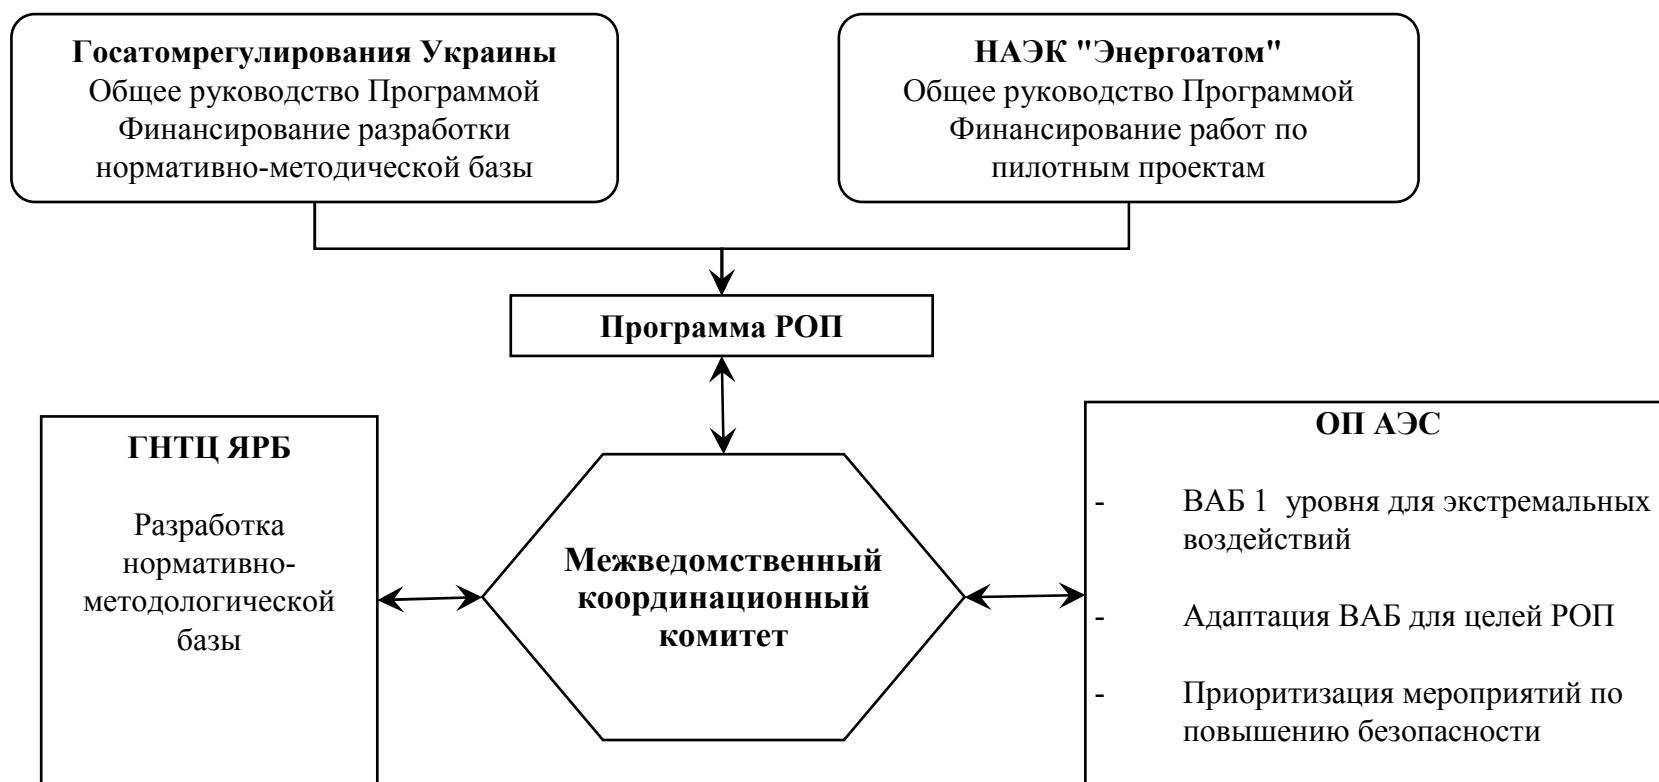 Госатомрегулирования Украины
Общее руководство Программой
Финансирование разработки
нормативно-методической базы
НАЭК "Энергоатом"
Общее руководство Программой
Финансирование работ по
пилотным проектам
Программа РОП
ГНТЦ ЯРБ
Разработка
нормативно-
методологической
базы
Межведомственный
координационный
комитет
ОП АЭС
- ВАБ 1 уровня для экстремальных
воздействий
- Адаптация ВАБ для целей РОП
- Приоритизация мероприятий по
повышению безопасности